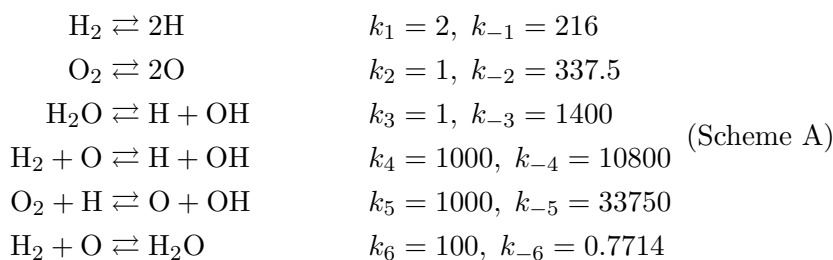 H₂ ⇄ 2H k₁ = 2, k₋₁ = 216
O₂ ⇄ 2O k₂ = 1, k₋₂ = 337.5
H₂O ⇄ H + OH k₃ = 1, k₋₃ = 1400
H₂ + O ⇄ H + OH k₄ = 1000, k₋₄ = 10800
O₂ + H ⇄ O + OH k₅ = 1000, k₋₅ = 33750
H₂ + O ⇄ H₂O k₆ = 100, k₋₆ = 0.7714
(Scheme A)